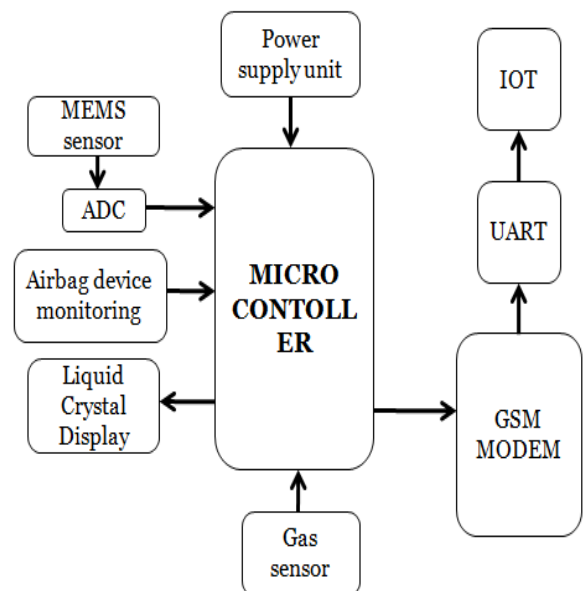 Power
supply unit
IOT
MEMS
sensor
ADC
UART
Airbag device
monitoring
MICRO
CONTOLL
ER
Liquid
Crystal
Display
GSM
MODEM
Gas
sensor